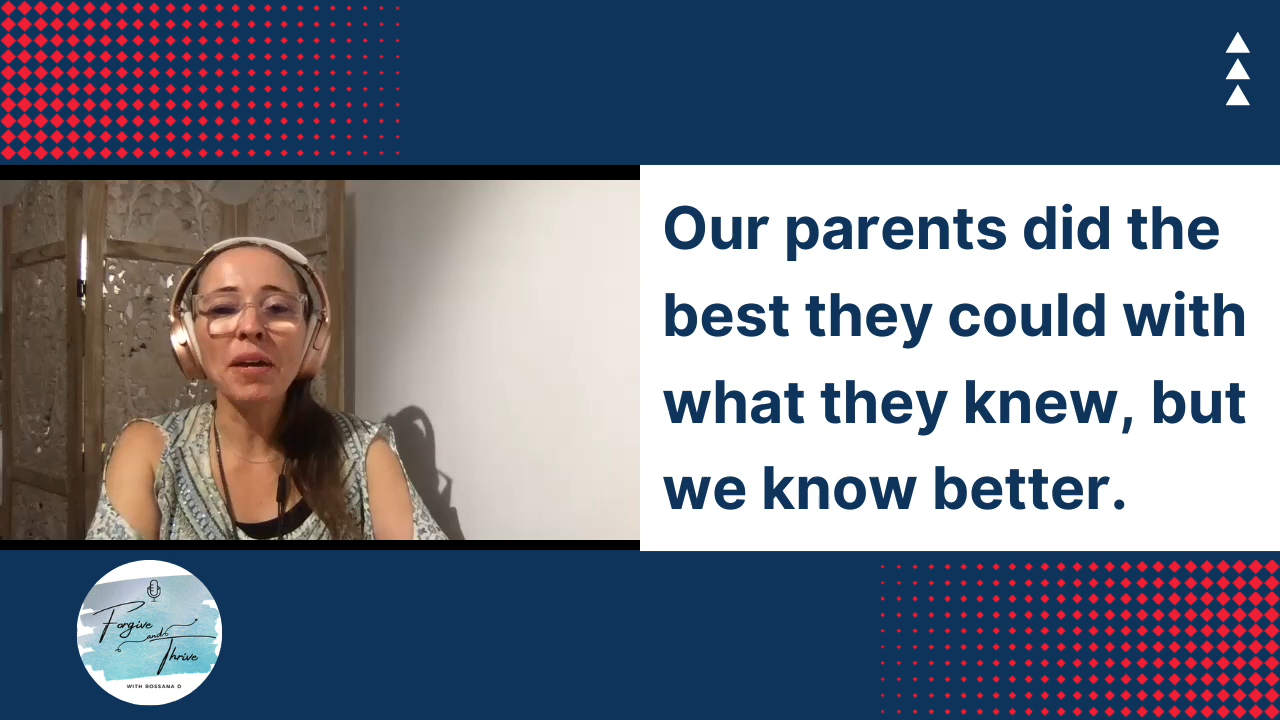 Our parents did the
best they could with
what they knew, but
we know better.
Forgive
and
Thrive
WITH ROSSANA D